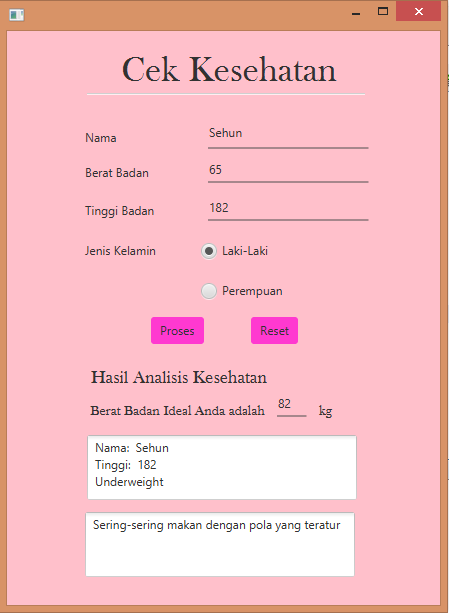 Cek Kesehatan
Nama Sehun
Berat Badan 65
Tinggi Badan 182
Jenis Kelamin Laki-Laki
Perempuan
Proses Reset
Hasil Analisis Kesehatan
Berat Badan Ideal Anda adalah 82 kg
Nama: Sehun
Tinggi: 182
Underweight
Sering-sering makan dengan pola yang teratur